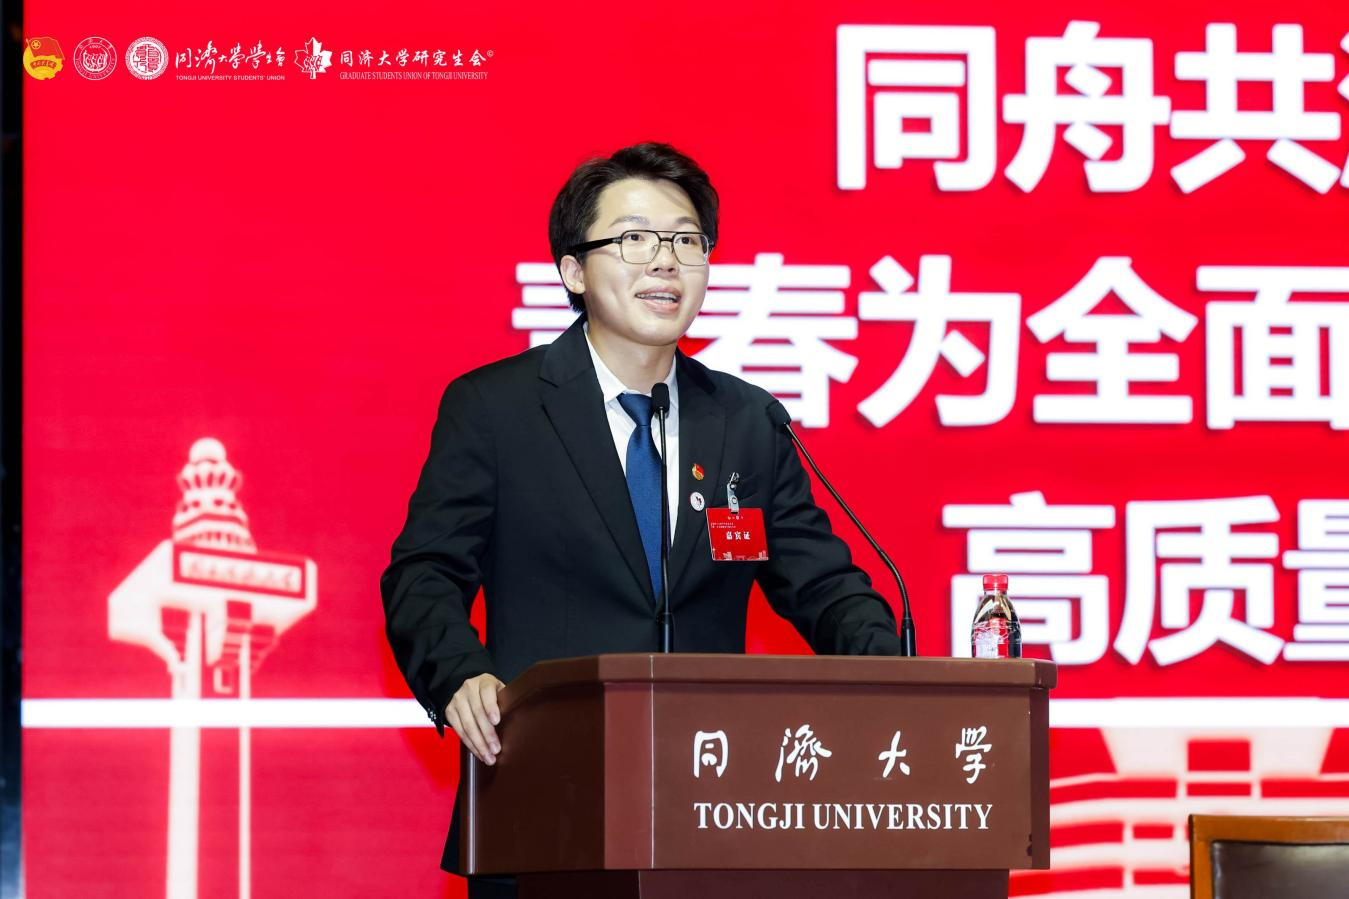 同济大学学生会
TONGJI UNIVERSITY STUDENTS' UNION
同济大学研究生会©
GRADUATE STUDENTS UNION OF TONGJI UNIVERSITY
同舟共
青春为全面
高质量
嘉宾证
同濟大学
TONGJI UNIVERSITY